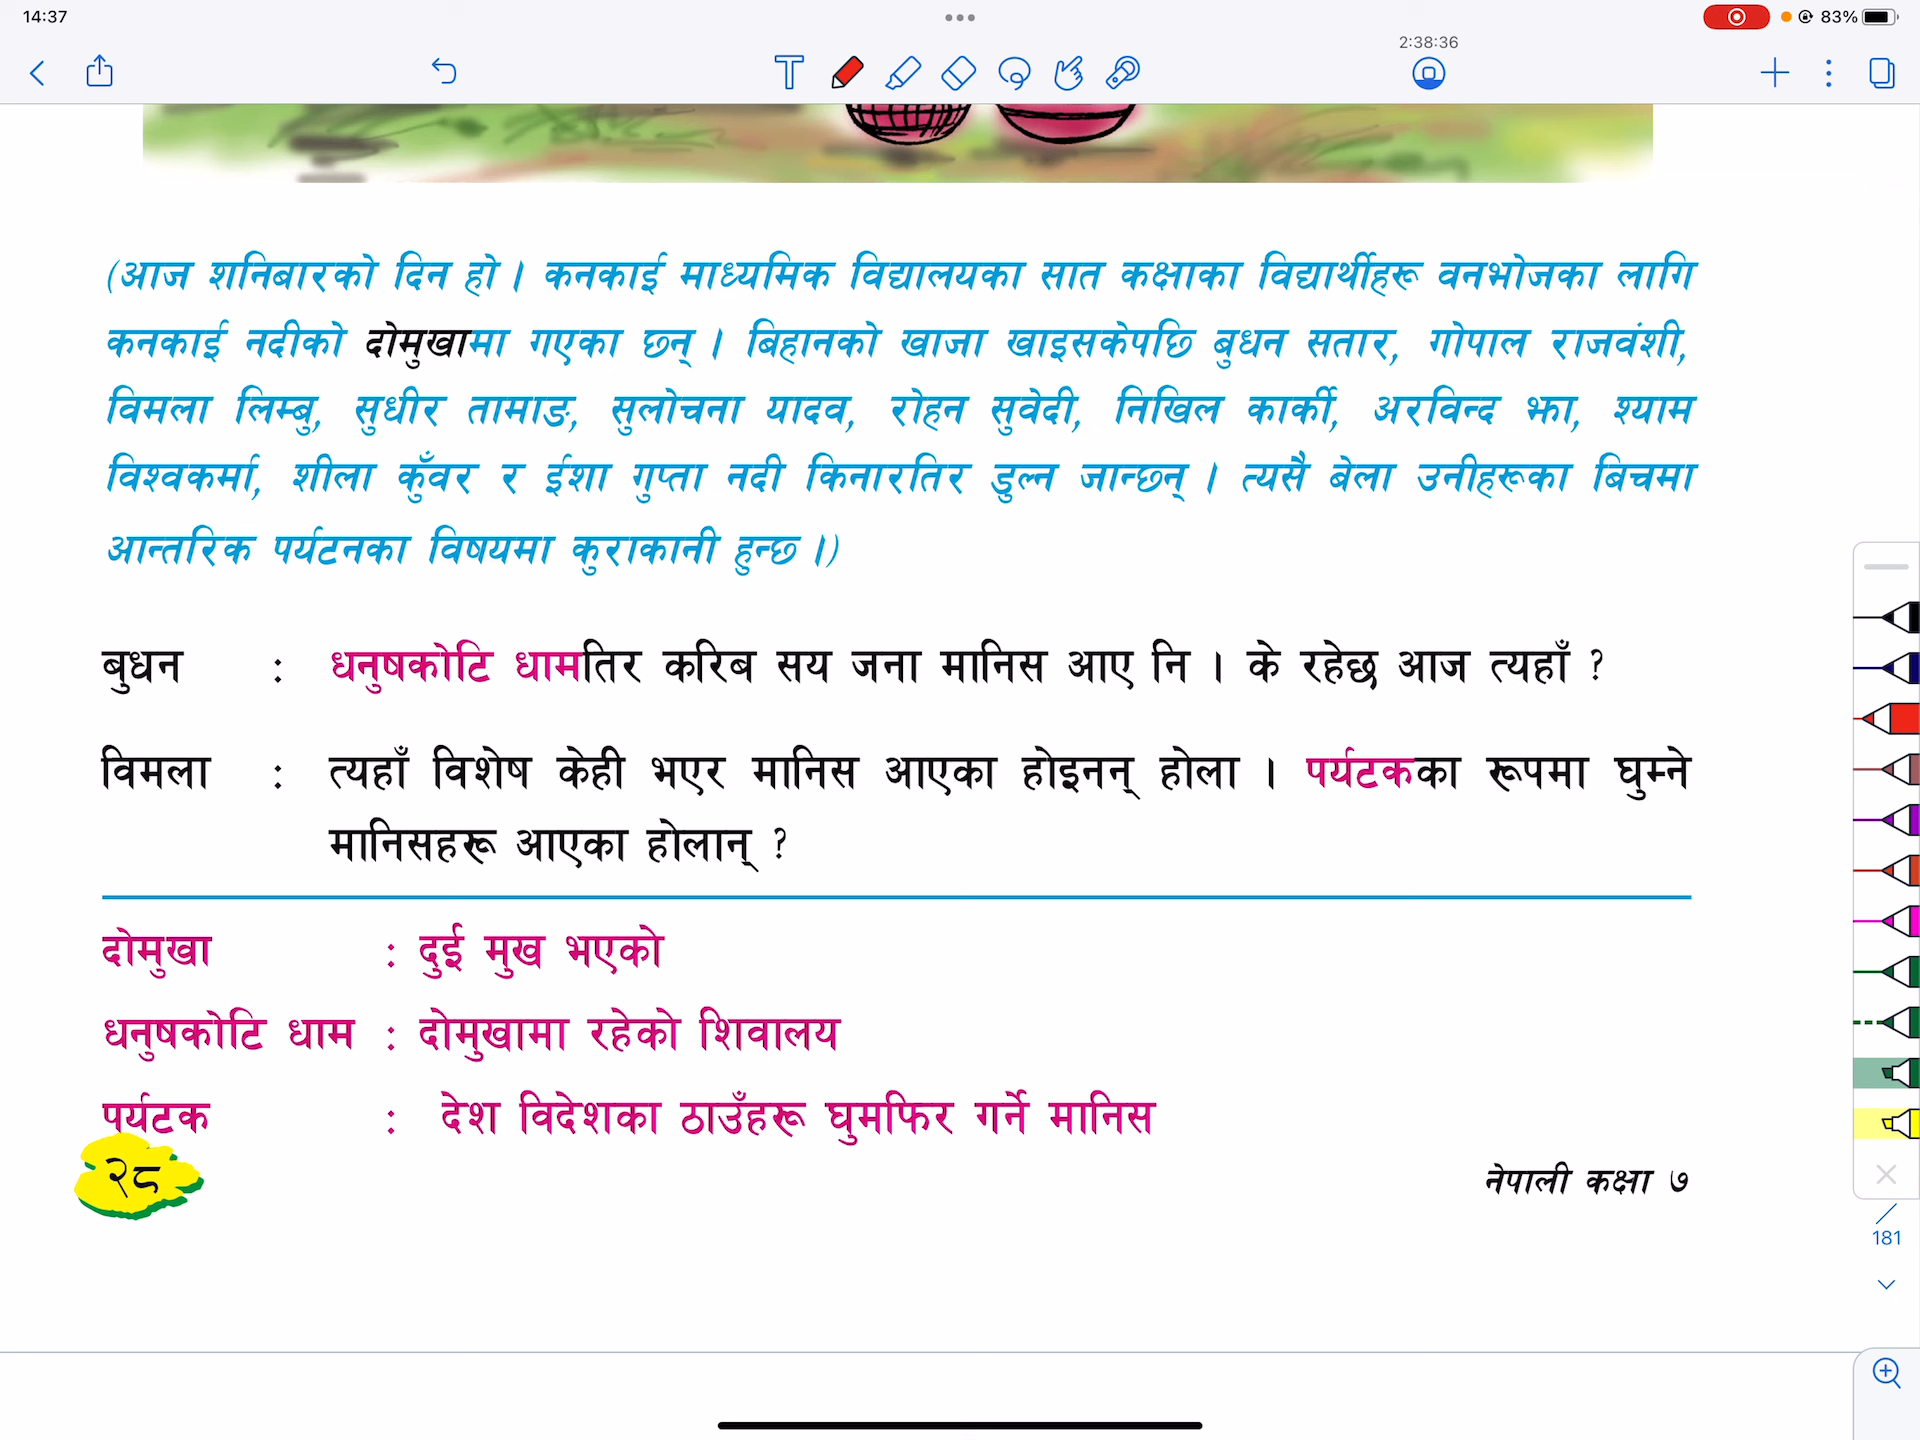 14:37
83%
2:38:36
(आज शनिबारको दिन हो । कनकाई माध्यमिक विद्यालयका सात कक्षाका विद्यार्थीहरू वनभोजका लागि
कनकाई नदीको दोमुखामा गएका छन् । बिहानको खाजा खाइसकेपछि बुधन सतार, गोपाल राजवंशी,
विमला लिम्बु, सुधीर तामाङ, सुलोचना यादव, रोहन सुवेदी, निखिल कार्की, अरविन्द झा, श्याम
विश्वकर्मा, शीला कुँवर र ईशा गुप्ता नदी किनारतिर डुल्न जान्छन् । त्यसै बेला उनीहरूका बिचमा
आन्तरिक पर्यटनका विषयमा कुराकानी हुन्छ ।)
बुधन : धनुषकोटि धामतिर करिब सय जना मानिस आए नि । के रहेछ आज त्यहाँ ?
विमला : त्यहाँ विशेष केही भएर मानिस आएका होइनन् होला । पर्यटकका रूपमा घुम्ने
मानिसहरू आएका होलान् ?
दोमुखा : दुई मुख भएको
धनुषकोटि धाम : दोमुखामा रहेको शिवालय
पर्यटक : देश विदेशका ठाउँहरू घुमफिर गर्ने मानिस
२८
नेपाली कक्षा ७
181